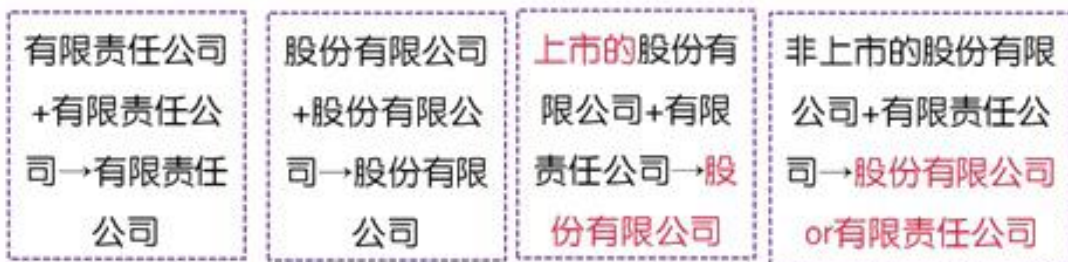 有限责任公司
+有限责任公
司→有限责任
公司
股份有限公司
+股份有限公
司→股份有限
公司
上市的股份有
限公司+有限
责任公司→股
份有限公司
非上市的股份有限
公司+有限责任公
司→股份有限公司
or有限责任公司